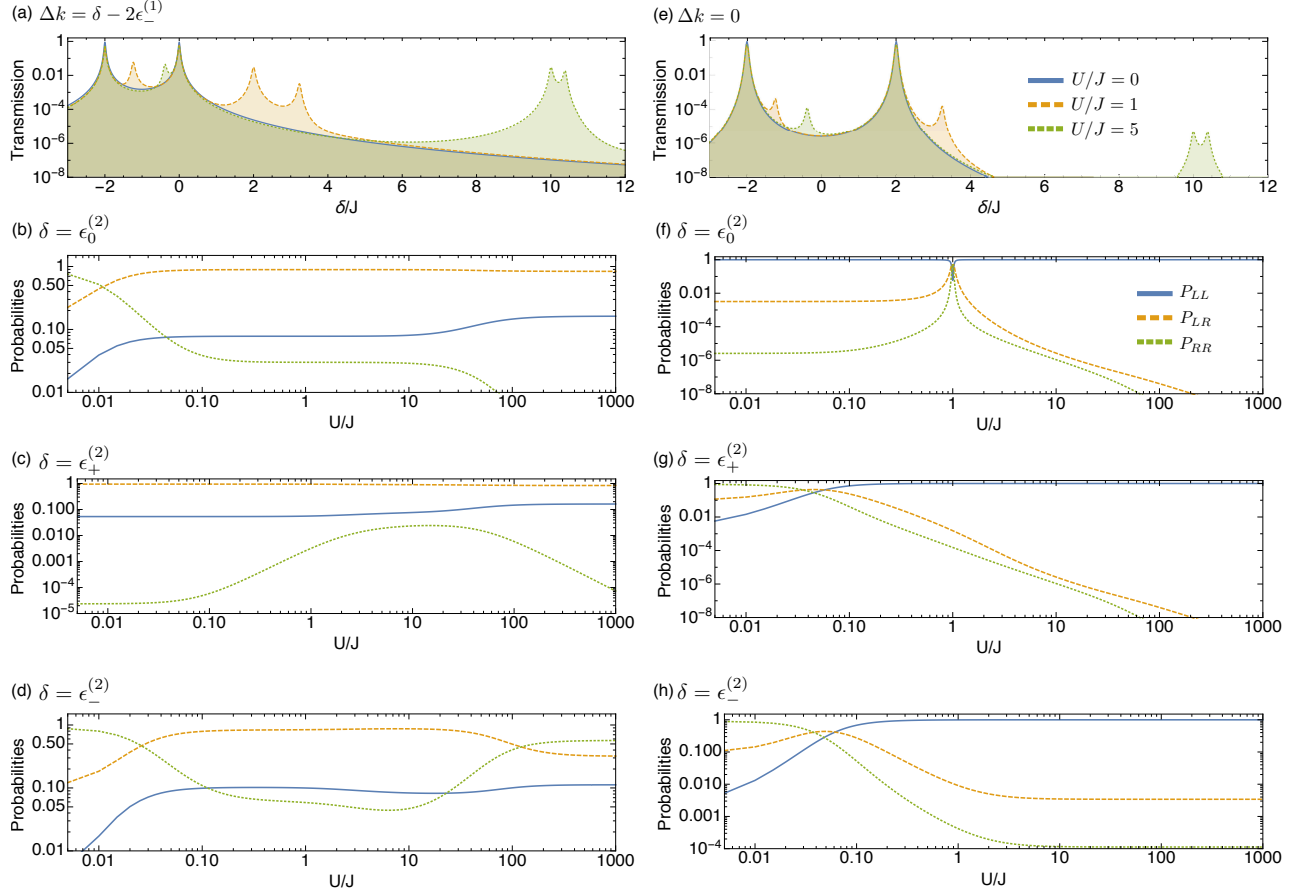 (a) Δk = δ − 2ϵ₋⁽¹⁾
Transmission
1
0.01
10⁻⁴
10⁻⁶
10⁻⁸
−2 0 2 4 6 8 10 12
δ/J
(b) δ = ϵ₀⁽²⁾
Probabilities
1
0.50
0.10
0.05
0.01
0.01 0.10 1 10 100 1000
U/J
(c) δ = ϵ₊⁽²⁾
Probabilities
1
0.100
0.010
0.001
10⁻⁴
10⁻⁵
0.01 0.10 1 10 100 1000
U/J
(d) δ = ϵ₋⁽²⁾
Probabilities
1
0.50
0.10
0.05
0.01
0.01 0.10 1 10 100 1000
U/J
(e) Δk = 0
Transmission
1
0.01
10⁻⁴
10⁻⁶
10⁻⁸
−2 0 2 4 6 8 10 12
δ/J
U/J = 0
U/J = 1
U/J = 5
(f) δ = ϵ₀⁽²⁾
Probabilities
1
0.01
10⁻⁴
10⁻⁶
10⁻⁸
0.01 0.10 1 10 100 1000
U/J
P_LL
P_LR
P_RR
(g) δ = ϵ₊⁽²⁾
Probabilities
1
0.01
10⁻⁴
10⁻⁶
10⁻⁸
0.01 0.10 1 10 100 1000
U/J
(h) δ = ϵ₋⁽²⁾
Probabilities
1
0.100
0.010
0.001
10⁻⁴
0.01 0.10 1 10 100 1000
U/J